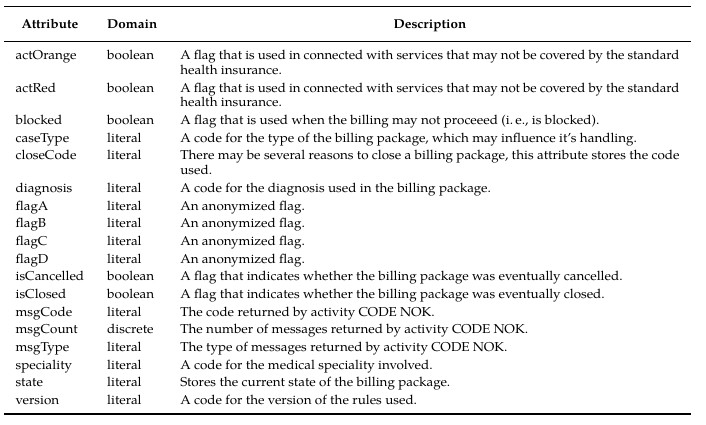 Attribute Domain Description
actOrange boolean A flag that is used in connected with services that may not be covered by the standard
health insurance.
actRed boolean A flag that is used in connected with services that may not be covered by the standard
health insurance.
blocked boolean A flag that is used when the billing may not proceeed (i. e., is blocked).
caseType literal A code for the type of the billing package, which may influence it's handling.
closeCode literal There may be several reasons to close a billing package, this attribute stores the code
used.
diagnosis literal A code for the diagnosis used in the billing package.
flagA literal An anonymized flag.
flagB literal An anonymized flag.
flagC literal An anonymized flag.
flagD literal An anonymized flag.
isCancelled boolean A flag that indicates whether the billing package was eventually cancelled.
isClosed boolean A flag that indicates whether the billing package was eventually closed.
msgCode literal The code returned by activity CODE NOK.
msgCount discrete The number of messages returned by activity CODE NOK.
msgType literal The type of messages returned by activity CODE NOK.
speciality literal A code for the medical speciality involved.
state literal Stores the current state of the billing package.
version literal A code for the version of the rules used.